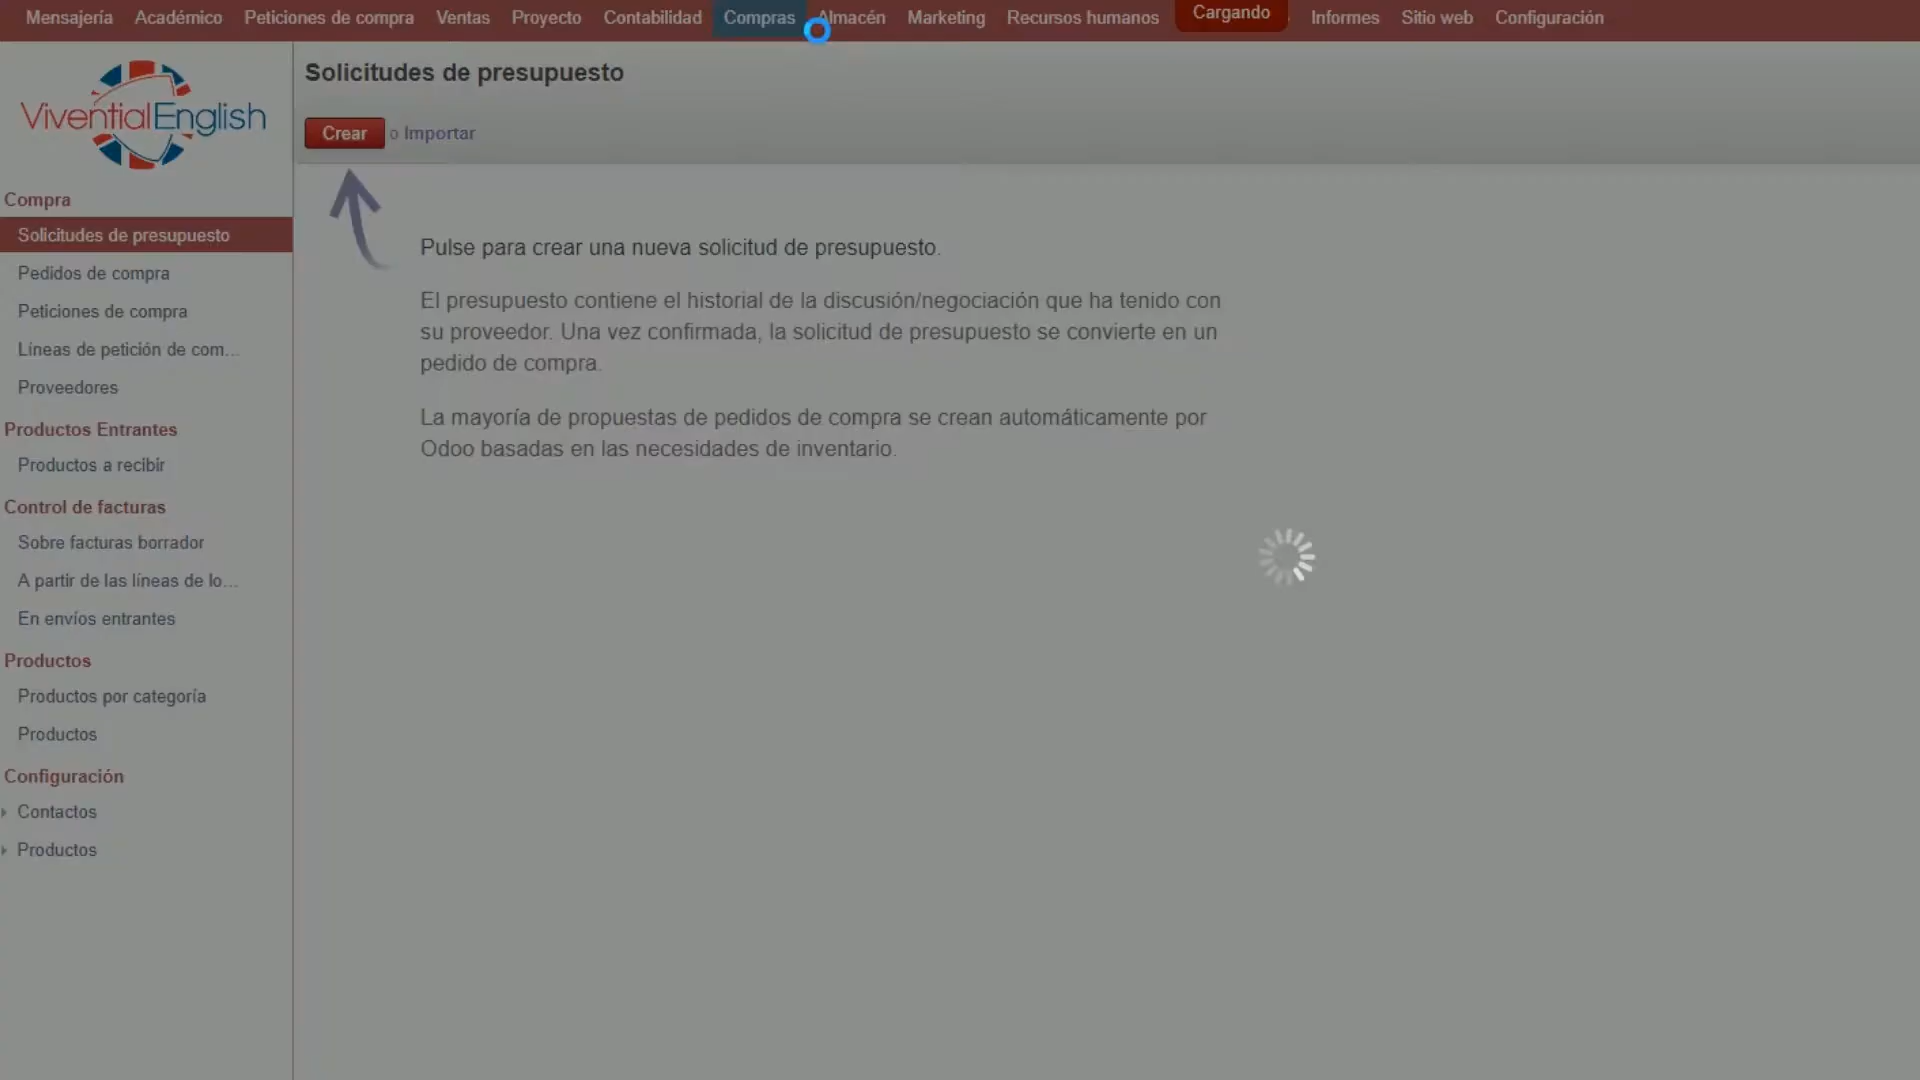 Mensajería Académico Peticiones de compra Ventas Proyecto Contabilidad Compras Almacén Marketing Recursos humanos Cargando Informes Sitio web Configuración
ViventialEnglish
Solicitudes de presupuesto
Crear o Importar
Compra
Solicitudes de presupuesto
Pedidos de compra
Peticiones de compra
Líneas de petición de com...
Proveedores
Productos Entrantes
Productos a recibir
Control de facturas
Sobre facturas borrador
A partir de las líneas de lo...
En envíos entrantes
Productos
Productos por categoría
Productos
Configuración
Contactos
Productos
Pulse para crear una nueva solicitud de presupuesto.
El presupuesto contiene el historial de la discusión/negociación que ha tenido con
su proveedor. Una vez confirmada, la solicitud de presupuesto se convierte en un
pedido de compra.
La mayoría de propuestas de pedidos de compra se crean automáticamente por
Odoo basadas en las necesidades de inventario.